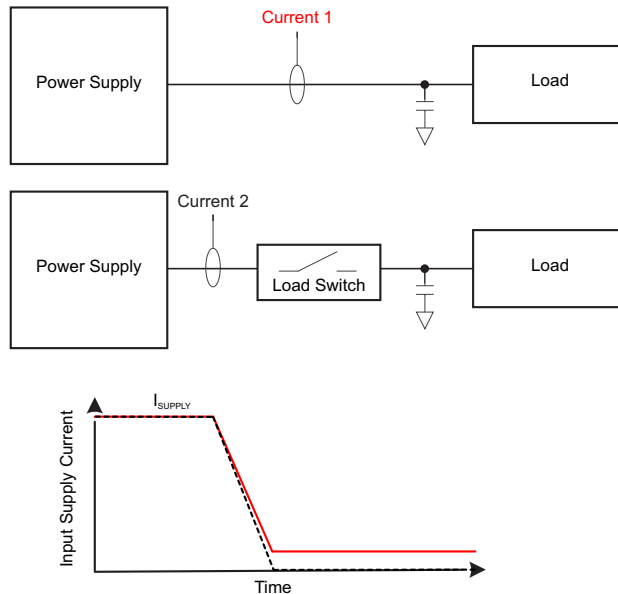 Current 1
Power Supply
Load
Current 2
Power Supply
Load Switch
Load
ISUPPLY
Input Supply Current
Time